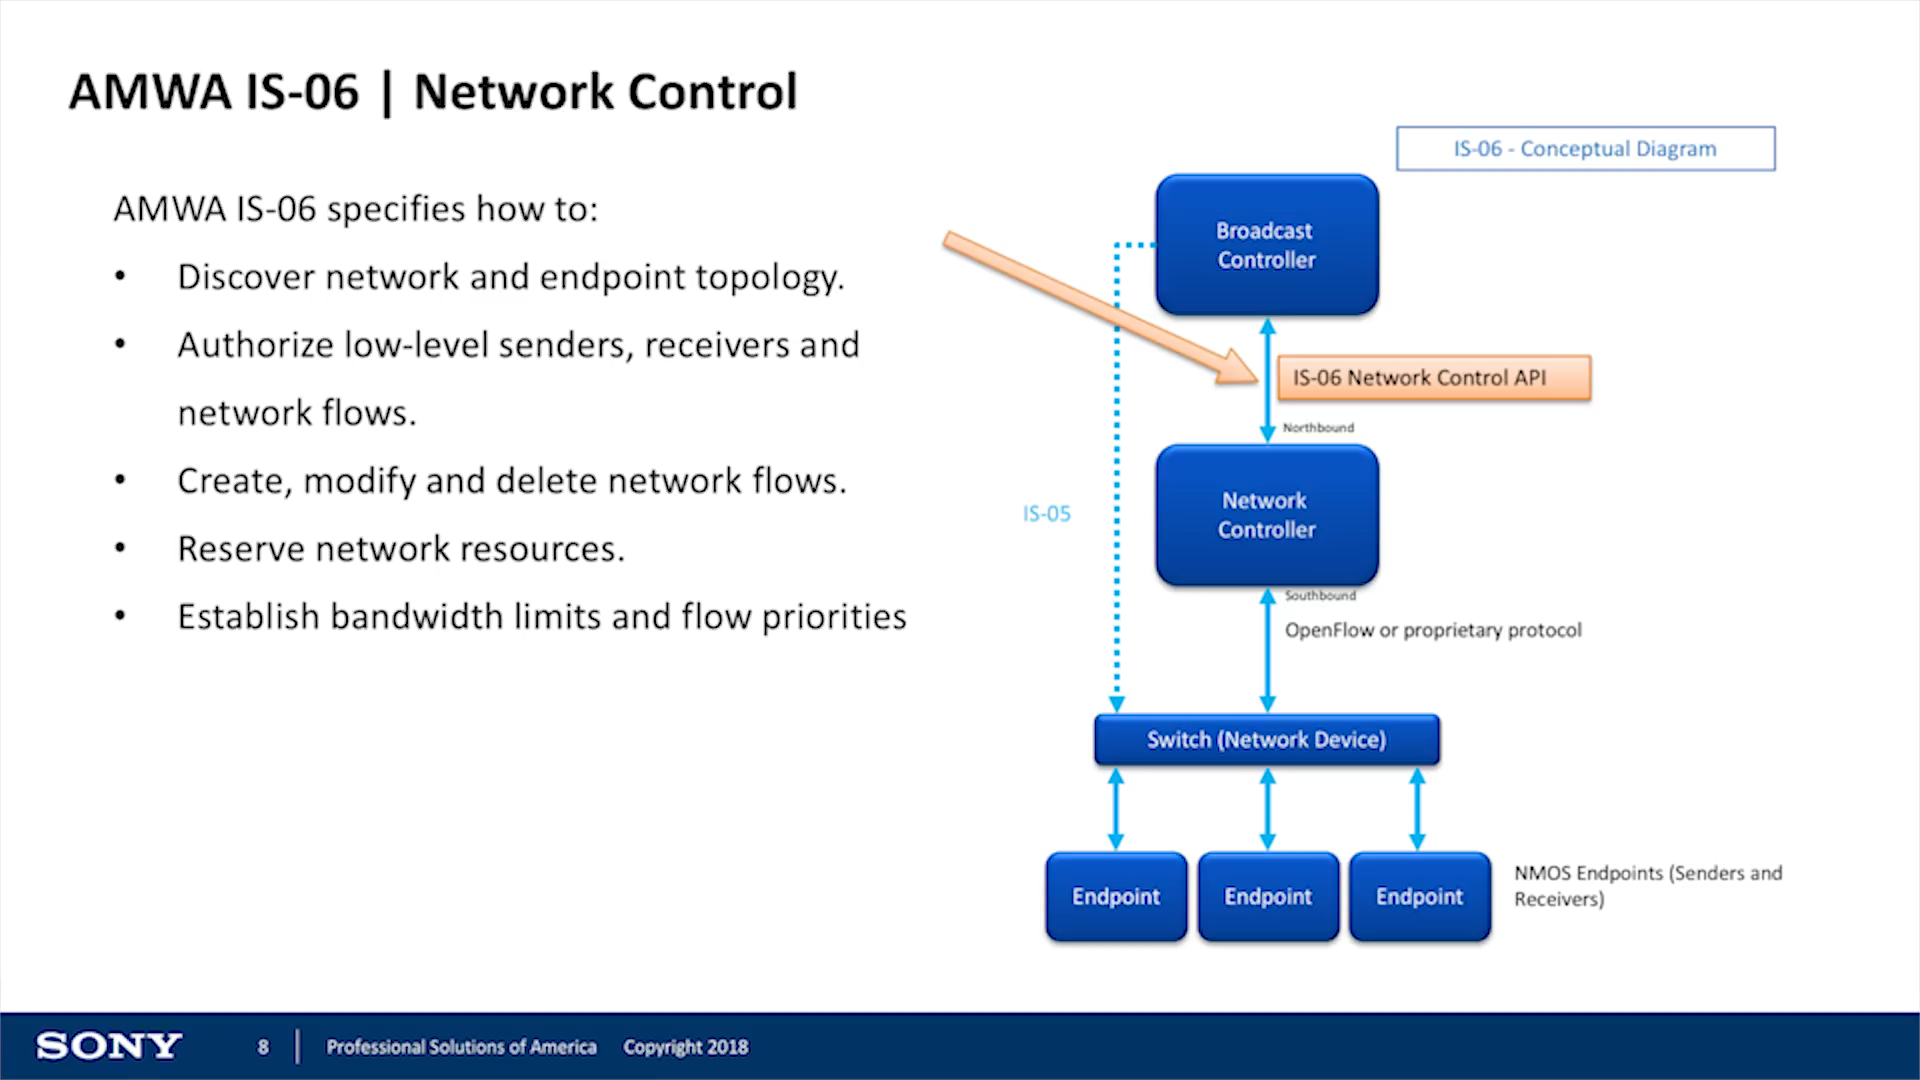 AMWA IS-06 | Network Control
IS-06 - Conceptual Diagram
AMWA IS-06 specifies how to:
• Discover network and endpoint topology.
• Authorize low-level senders, receivers and
network flows.
• Create, modify and delete network flows.
• Reserve network resources.
• Establish bandwidth limits and flow priorities
Broadcast
Controller
IS-06 Network Control API
Northbound
IS-05
Network
Controller
Southbound
OpenFlow or proprietary protocol
Switch (Network Device)
Endpoint
Endpoint
Endpoint
NMOS Endpoints (Senders and
Receivers)
SONY
8
Professional Solutions of America Copyright 2018